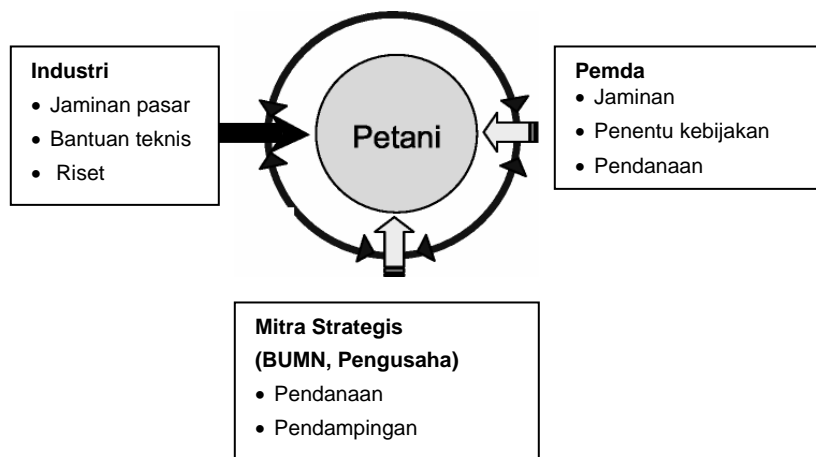 Industri
• Jaminan pasar
• Bantuan teknis
• Riset
Petani
Pemda
• Jaminan
• Penentu kebijakan
• Pendanaan
Mitra Strategis
(BUMN, Pengusaha)
• Pendanaan
• Pendampingan